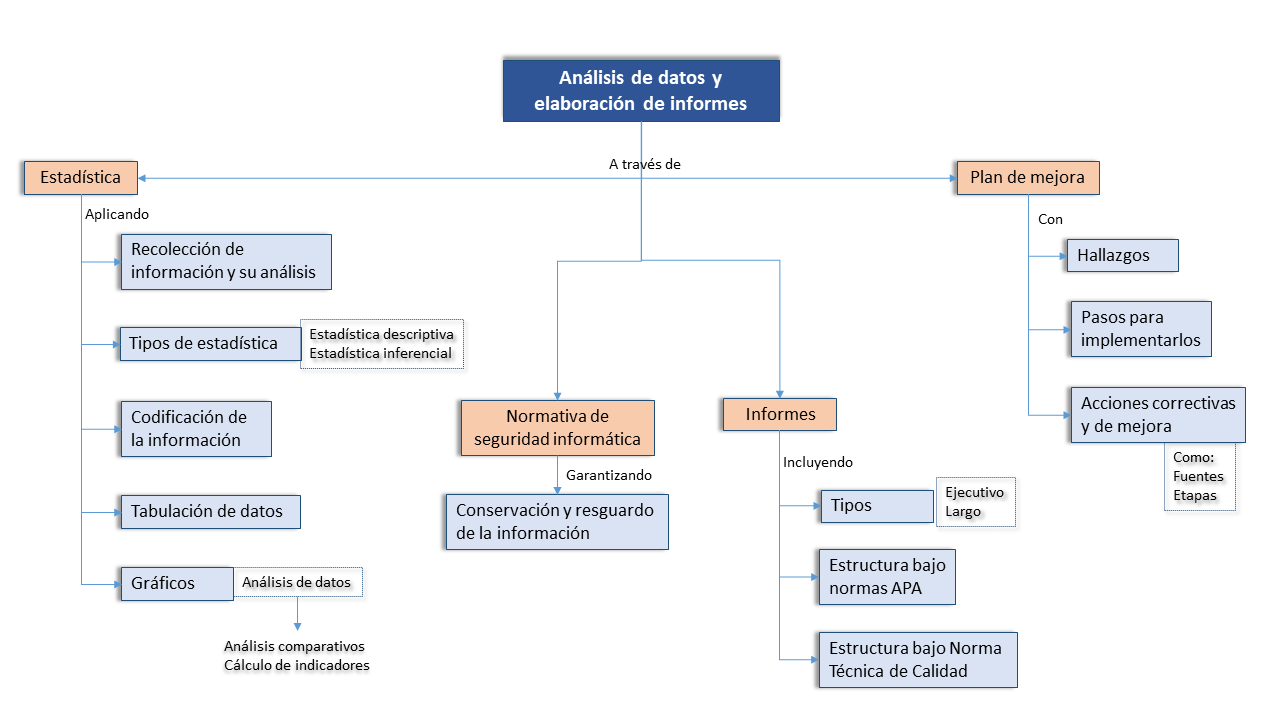 Análisis de datos y
elaboración de informes
A través de
Estadística
Aplicando
Recolección de
información y su análisis
Tipos de estadística
Estadística descriptiva
Estadística inferencial
Codificación de
la información
Tabulación de datos
Gráficos
Análisis de datos
Análisis comparativos
Cálculo de indicadores
Normativa de
seguridad informática
Garantizando
Conservación y resguardo
de la información
Informes
Incluyendo
Tipos
Ejecutivo
Largo
Estructura bajo
normas APA
Estructura bajo Norma
Técnica de Calidad
Plan de mejora
Con
Hallazgos
Pasos para
implementarlos
Acciones correctivas
y de mejora
Como:
Fuentes
Etapas